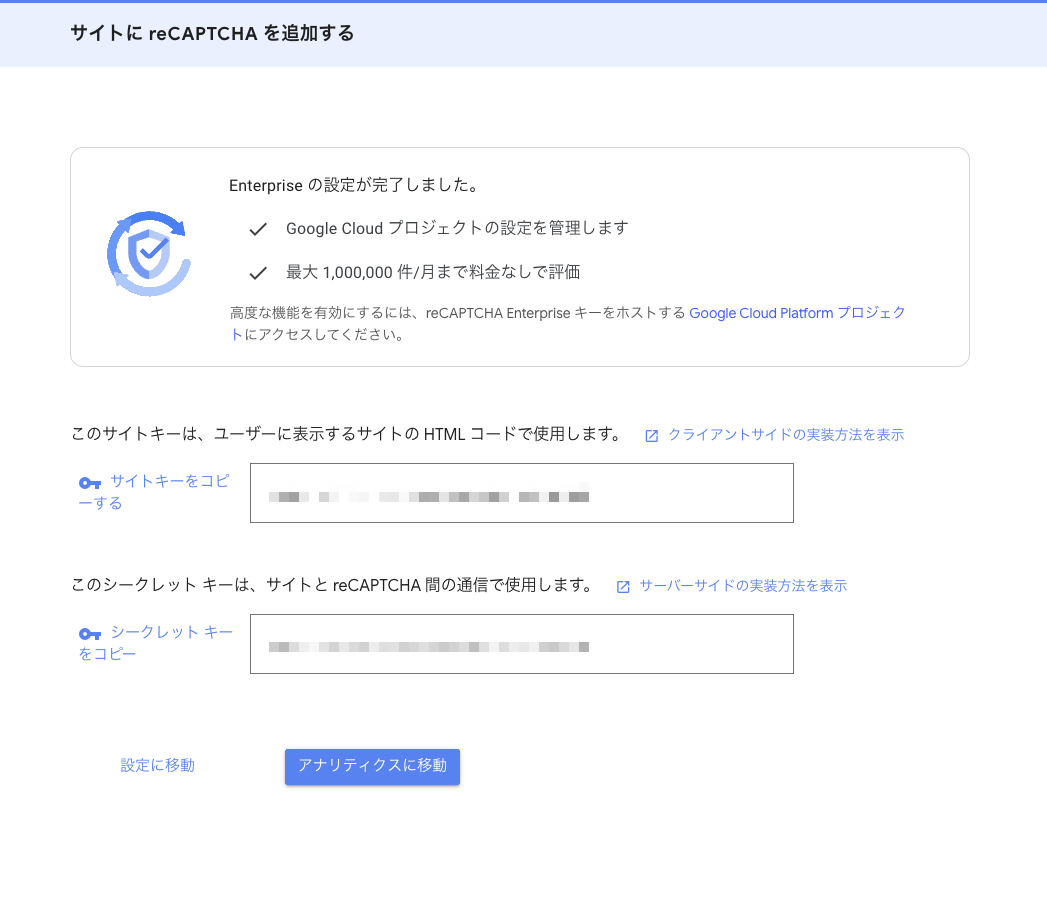 サイトに reCAPTCHA を追加する
Enterprise の設定が完了しました。
Google Cloud プロジェクトの設定を管理します
最大 1,000,000 件/月まで料金なしで評価
高度な機能を有効にするには、reCAPTCHA Enterprise キーをホストする Google Cloud Platform プロジェク
トにアクセスしてください。
このサイトキーは、ユーザーに表示するサイトの HTML コードで使用します。 クライアントサイドの実装方法を表示
サイトキーをコピ
ーする
このシークレット キーは、サイトと reCAPTCHA 間の通信で使用します。 サーバーサイドの実装方法を表示
シークレット キー
をコピー
設定に移動 アナリティクスに移動